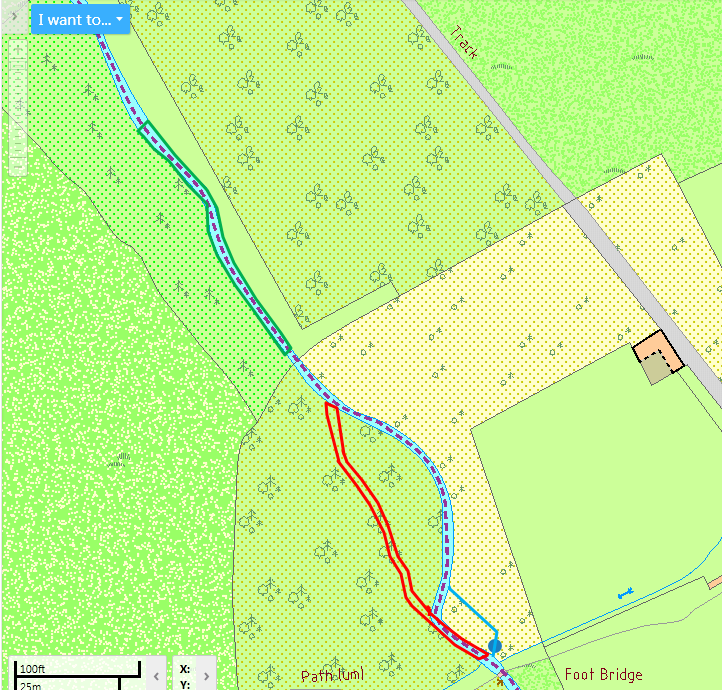 I want to...
Track
100ft
25m
X:
Y:
Path (um)
Foot Bridge